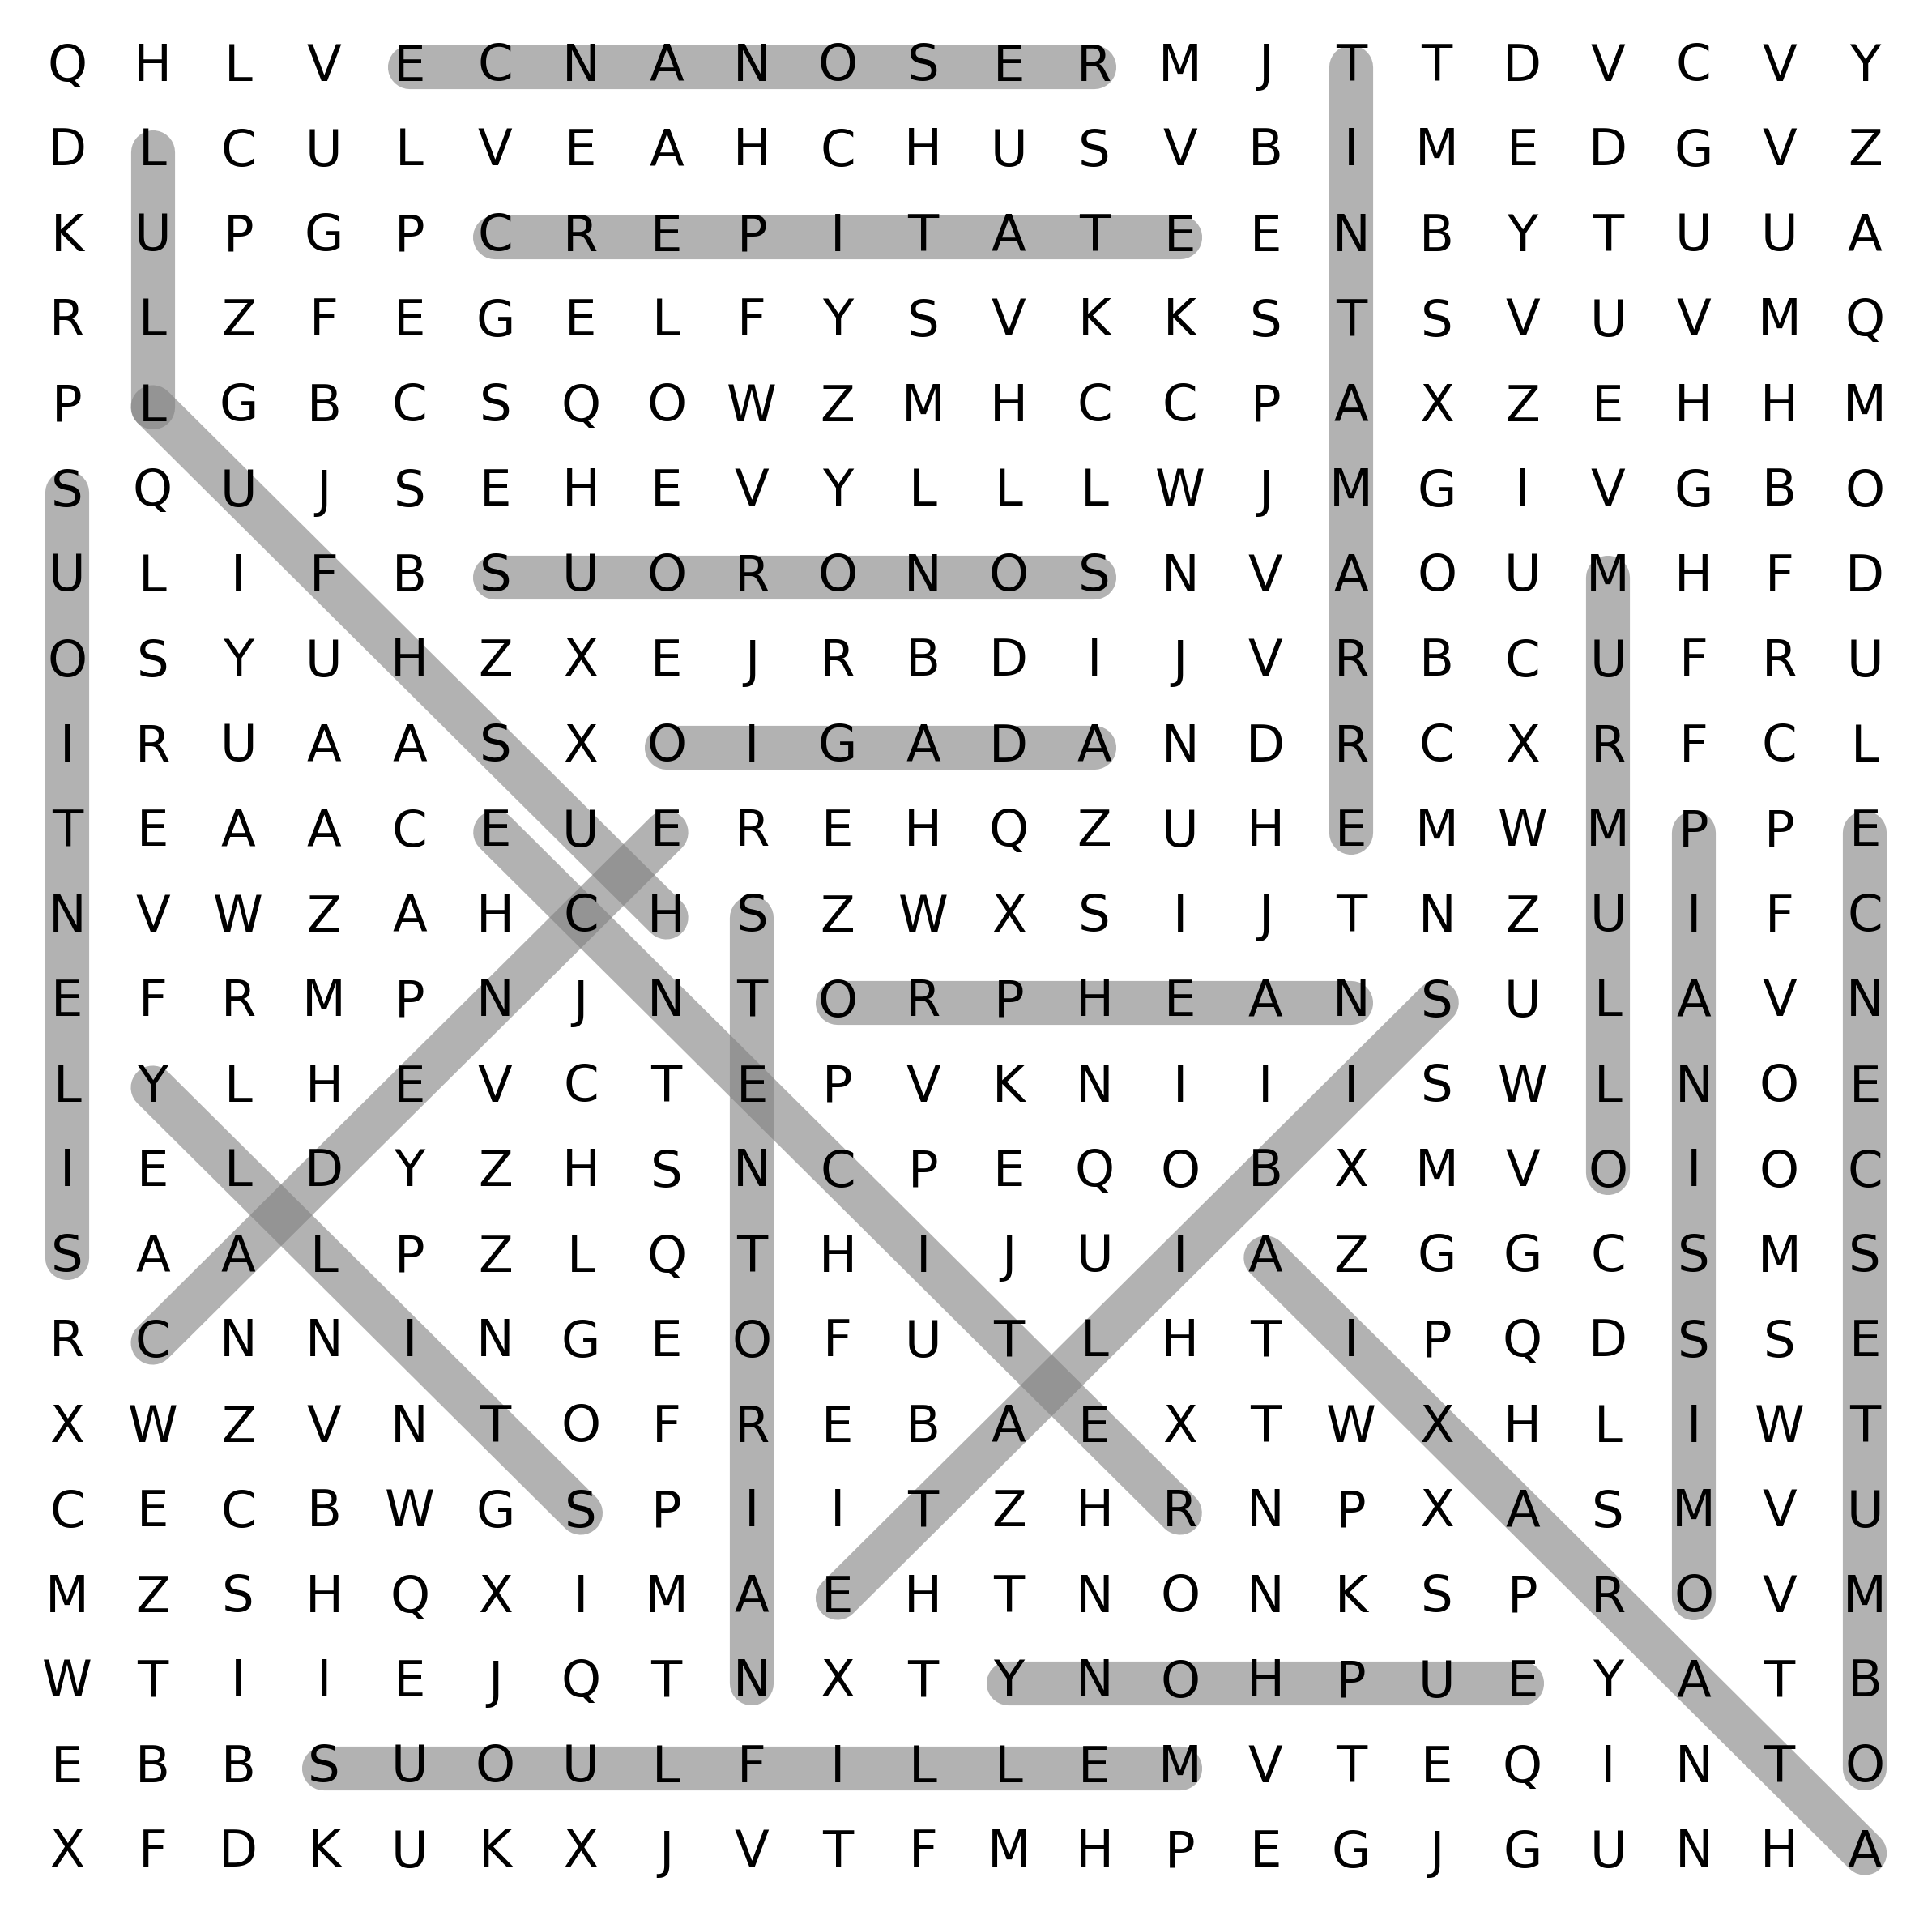 Q H L V E C N A N O S E R M J T T D V C V Y
D L C U L V E A H C H U S V B I M E D G V Z
K U P G P C R E P I T A T E E N B Y T U U A
R L Z F E G E L F Y S V K K S T S V U V M Q
P L G B C S Q O W Z M H C C P A X Z E H H M
S Q U J S E H E V Y L L L W J M G I V G B O
U L I F B S U O R O N O S N V A O U M H F D
O S Y U H Z X E J R B D I J V R B C U F R U
I R U A A S X O I G A D A N D R C X R F C L
T E A A C E U E R E H Q Z U H E M W M P P E
N V W Z A H C H S Z W X S I J T N Z U I F C
E F R M P N J N T O R P H E A N S U L A V N
L Y L H E V C T E P V K N I I I S W L N O E
I E L D Y Z H S N C P E Q O B X M V O I O C
S A A L P Z L Q T H I J U I A Z G G C S M S
R C N N I N G E O F U T L H T I P Q D S S E
X W Z V N T O F R E B A E X T W X H L I W T
C E C B W G S P I I T Z H R N P X A S M V U
M Z S H Q X I M A E H T N O N K S P R O V M
W T I I E J Q T N X T Y N O H P U E Y A T B
E B B S U O U L F I L L E M V T E Q I N T O
X F D K U K X J V T F M H P E G J G U N H A